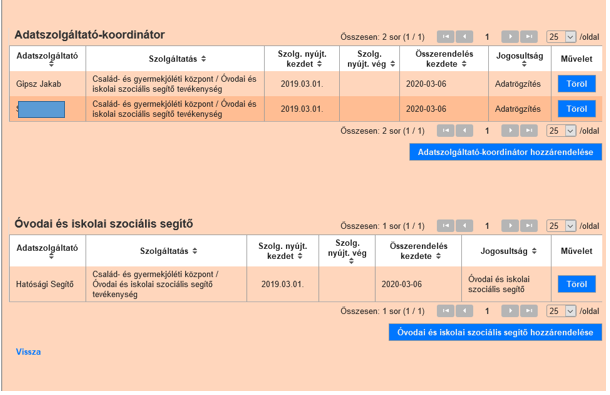 Adatszolgáltató-koordinátor
Összesen: 2 sor (1 / 1) 1 25 /oldal
Adatszolgáltató Szolgáltatás Szolg. nyújt. kezdet Szolg. nyújt. vég Összerendelés kezdete Jogosultság Művelet
Gipsz Jakab Család- és gyermekjóléti központ / Óvodai és iskolai szociális segítő tevékenység 2019.03.01. 2020-03-06 Adatrögzítés Töröl
Család- és gyermekjóléti központ / Óvodai és iskolai szociális segítő tevékenység 2019.03.01. 2020-03-06 Adatrögzítés Töröl
Összesen: 2 sor (1 / 1) 1 25 /oldal
Adatszolgáltató-koordinátor hozzárendelése
Óvodai és iskolai szociális segítő
Összesen: 1 sor (1 / 1) 1 25 /oldal
Adatszolgáltató Szolgáltatás Szolg. nyújt. kezdet Szolg. nyújt. vég Összerendelés kezdete Jogosultság Művelet
Hatósági Segítő Család- és gyermekjóléti központ / Óvodai és iskolai szociális segítő tevékenység 2019.03.01. 2020-03-06 Óvodai és iskolai szociális segítő Töröl
Összesen: 1 sor (1 / 1) 1 25 /oldal
Óvodai és iskolai szociális segítő hozzárendelése
Vissza